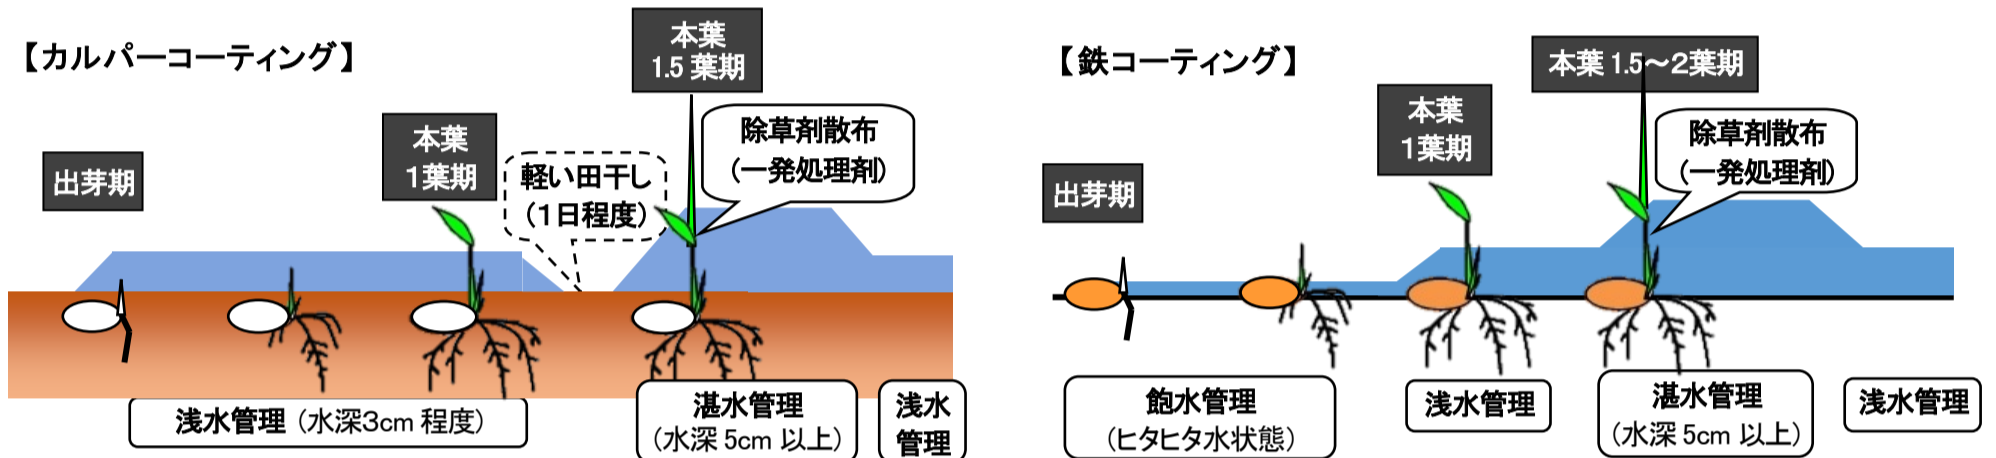 【カルパーコーティング】
出芽期
本葉
1葉期
軽い田干し
（1日程度）
本葉
1.5 葉期
除草剤散布
（一発処理剤）
浅水管理（水深3cm 程度）
湛水管理
（水深 5cm 以上）
浅水
管理
【鉄コーティング】
出芽期
本葉
1葉期
本葉 1.5～2葉期
除草剤散布
（一発処理剤）
飽水管理
（ヒタヒタ水状態）
浅水管理
湛水管理
（水深 5cm 以上）
浅水管理